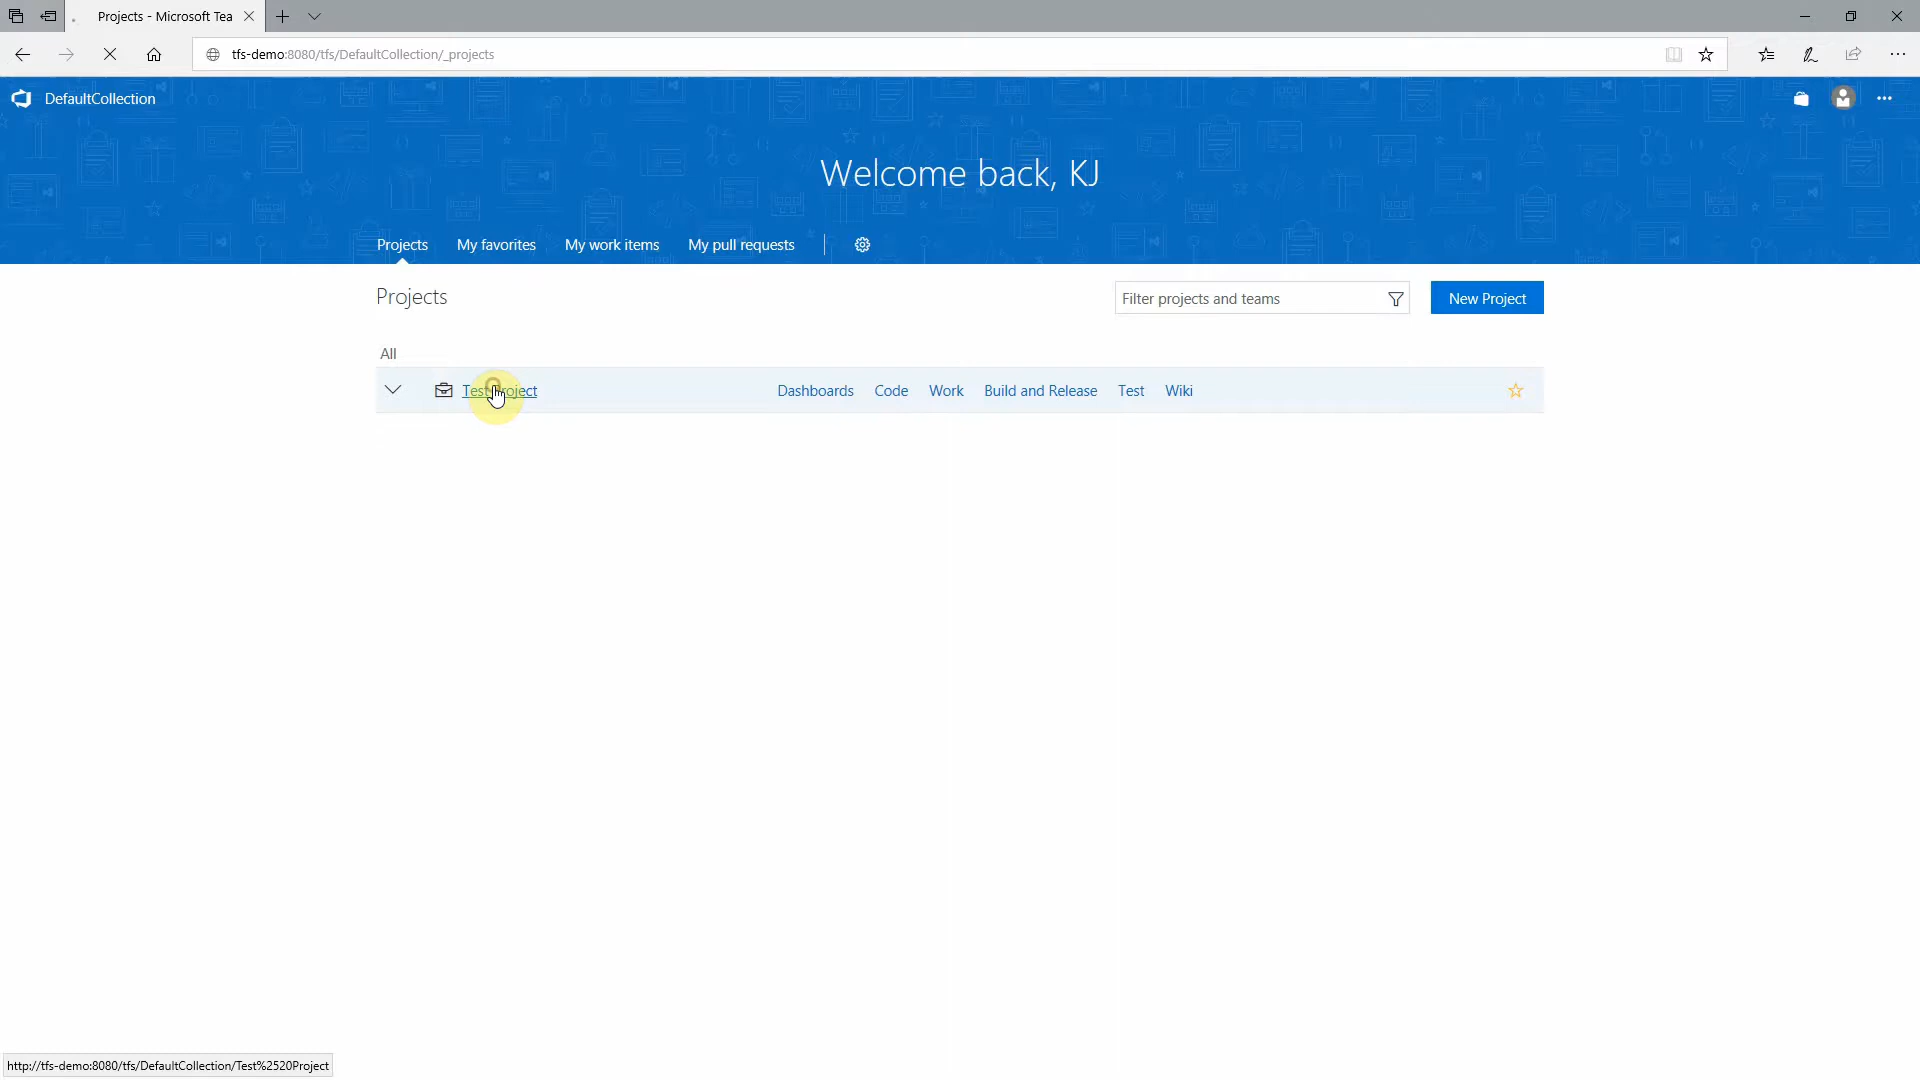 Projects - Microsoft Tea
tfs-demo:8080/tfs/DefaultCollection/_projects
DefaultCollection
Welcome back, KJ
Projects My favorites My work items My pull requests
Projects
Filter projects and teams
New Project
All
Test Project Dashboards Code Work Build and Release Test Wiki
http://tfs-demo:8080/tfs/DefaultCollection/Test%2520Project